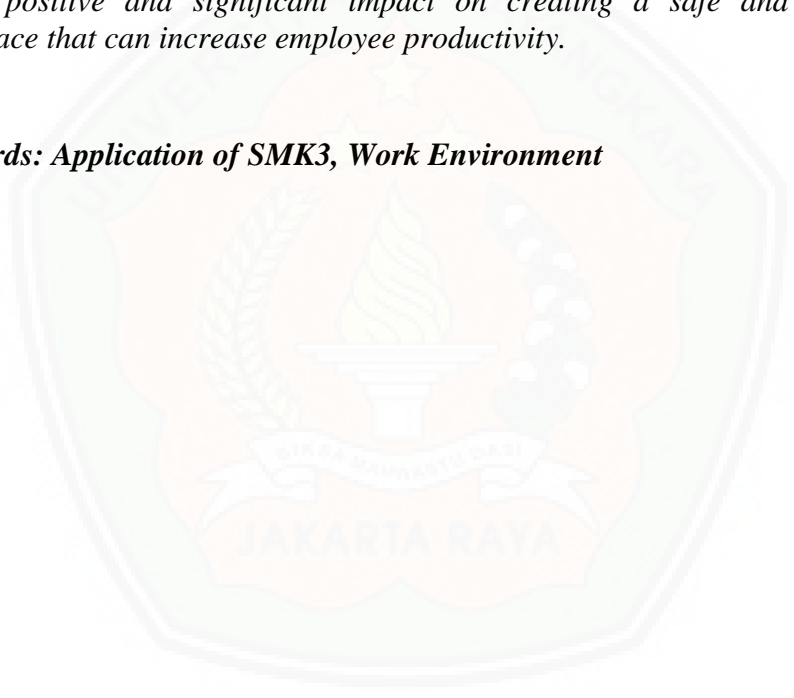 positive and significant impact on creating a safe and
ace that can increase employee productivity.
rds: Application of SMK3, Work Environment
JAKARTA RAYA